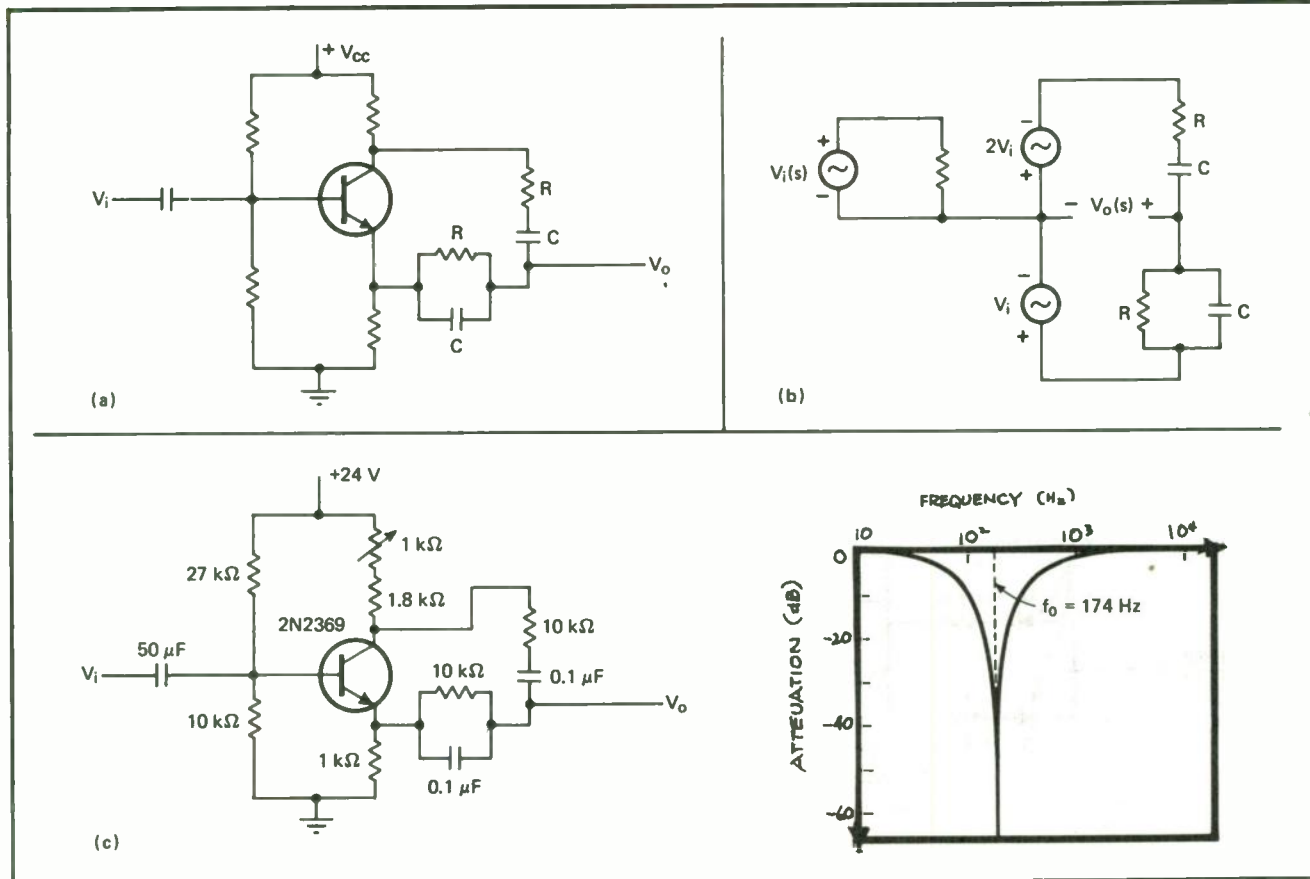 + Vcc
Vi
R
C
R
C
Vo
(a)
Vi(s)
+
−
2Vi
−
+
R
C
− Vo(s) +
Vi
−
+
R
C
(b)
+24 V
1 kΩ
27 kΩ
1.8 kΩ
2N2369
50 μF
Vi
10 kΩ
10 kΩ
0.1 μF
10 kΩ
Vo
1 kΩ
0.1 μF
(c)
FREQUENCY (Hz)
10 10² 10³ 10⁴
0
f₀ = 174 Hz
-20
-40
-60
ATTEUATION (dB)